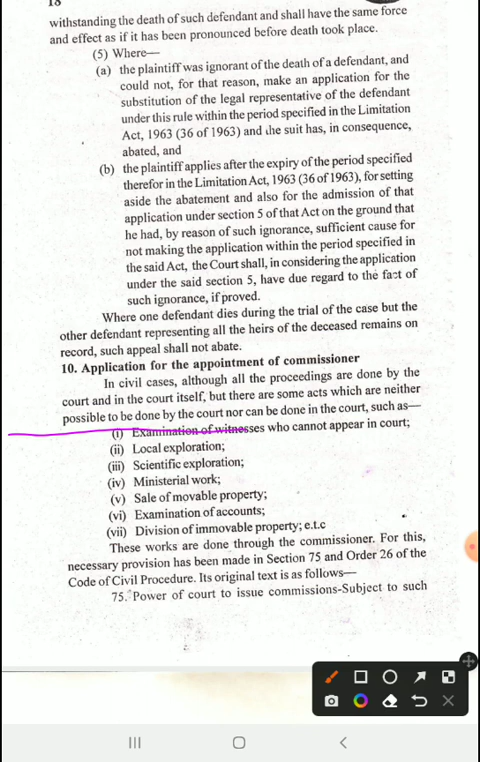 18
withstanding the death of such defendant and shall have the same force
and effect as if it has been pronounced before death took place.
(5) Where—
(a) the plaintiff was ignorant of the death of a defendant, and
could not, for that reason, make an application for the
substitution of the legal representative of the defendant
under this rule within the period specified in the Limitation
Act, 1963 (36 of 1963) and the suit has, in consequence,
abated, and
(b) the plaintiff applies after the expiry of the period specified
therefor in the Limitation Act, 1963 (36 of 1963), for setting
aside the abatement and also for the admission of that
application under section 5 of that Act on the ground that
he had, by reason of such ignorance, sufficient cause for
not making the application within the period specified in
the said Act, the Court shall, in considering the application
under the said section 5, have due regard to the fact of
such ignorance, if proved.
Where one defendant dies during the trial of the case but the
other defendant representing all the heirs of the deceased remains on
record, such appeal shall not abate.
10. Application for the appointment of commissioner
In civil cases, although all the proceedings are done by the
court and in the court itself, but there are some acts which are neither
possible to be done by the court nor can be done in the court, such as—
(i) Examination of witnesses who cannot appear in court;
(ii) Local exploration;
(iii) Scientific exploration;
(iv) Ministerial work;
(v) Sale of movable property;
(vi) Examination of accounts;
(vii) Division of immovable property; e.t.c
These works are done through the commissioner. For this,
necessary provision has been made in Section 75 and Order 26 of the
Code of Civil Procedure. Its original text is as follows—
75. Power of court to issue commissions-Subject to such